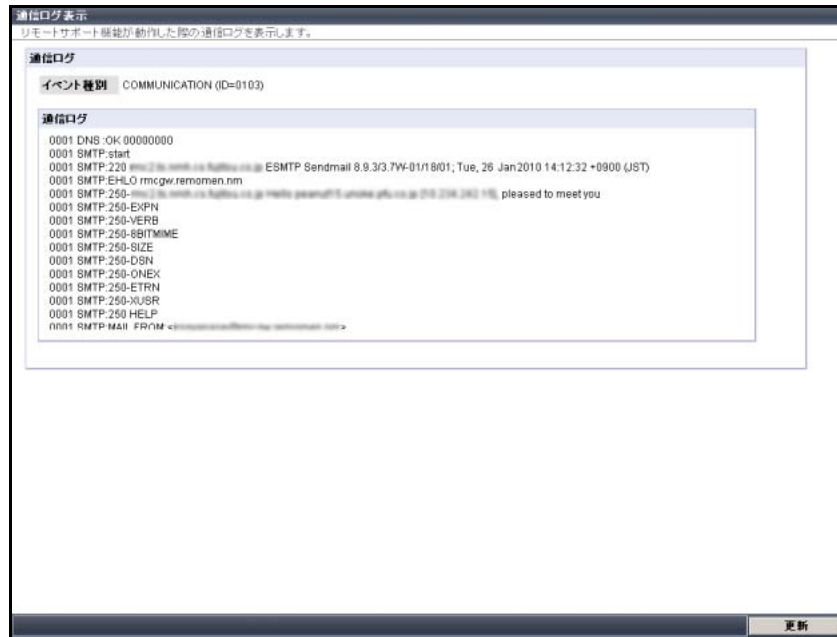 通信ログ表示
リモートサポート機能が動作した際の通信ログを表示します。
通信ログ
イベント種別 COMMUNICATION (ID=0103)
通信ログ
0001 DNS :OK 00000000
0001 SMTP:start
0001 SMTP:220 ESMTP Sendmail 8.9.3/3.7W-01/18/01; Tue, 26 Jan 2010 14:12:32 +0900 (JST)
0001 SMTP:EHLO rmcgw.remomen.nm
0001 SMTP:250- pleased to meet you
0001 SMTP:250-EXPN
0001 SMTP:250-VERB
0001 SMTP:250-8BITMIME
0001 SMTP:250-SIZE
0001 SMTP:250-DSN
0001 SMTP:250-ONEX
0001 SMTP:250-ETRN
0001 SMTP:250-XUSR
0001 SMTP:250 HELP
0001 SMTP:MAIL FROM:< >
更新